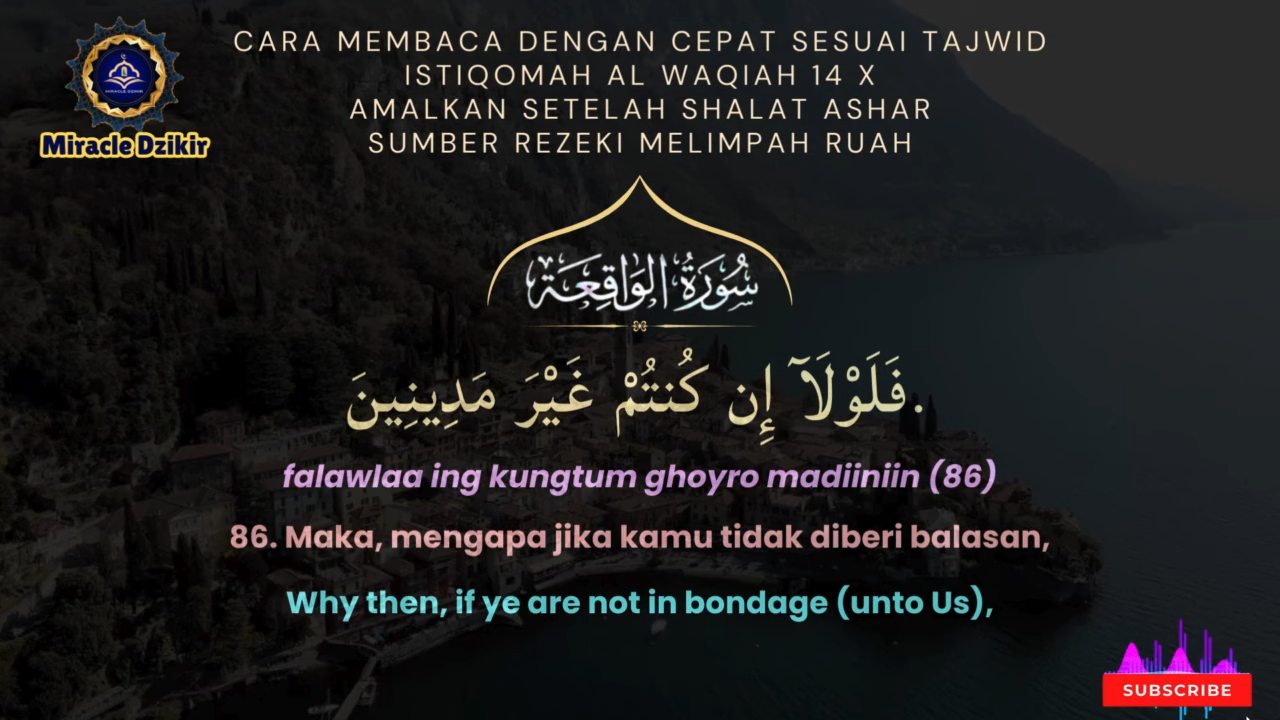 CARA MEMBACA DENGAN CEPAT SESUAI TAJWID
ISTIQOMAH AL WAQIAH 14 X
AMALKAN SETELAH SHALAT ASHAR
SUMBER REZEKI MELIMPAH RUAH
MIRACLE DZIKIR
Miracle Dzikir
سُورَةُ الوَاقِعَة
فَلَوْلَآ إِن كُنتُمْ غَيْرَ مَدِينِينَ.
falawlaa ing kungtum ghoyro madiiniin (86)
86. Maka, mengapa jika kamu tidak diberi balasan,
Why then, if ye are not in bondage (unto Us),
SUBSCRIBE